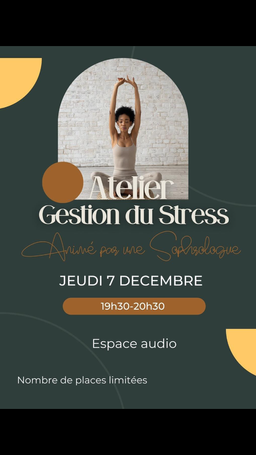 Atelier
Gestion du Stress
Animé par une Sophrologue
JEUDI 7 DECEMBRE
19h30-20h30
Espace audio
Nombre de places limitées